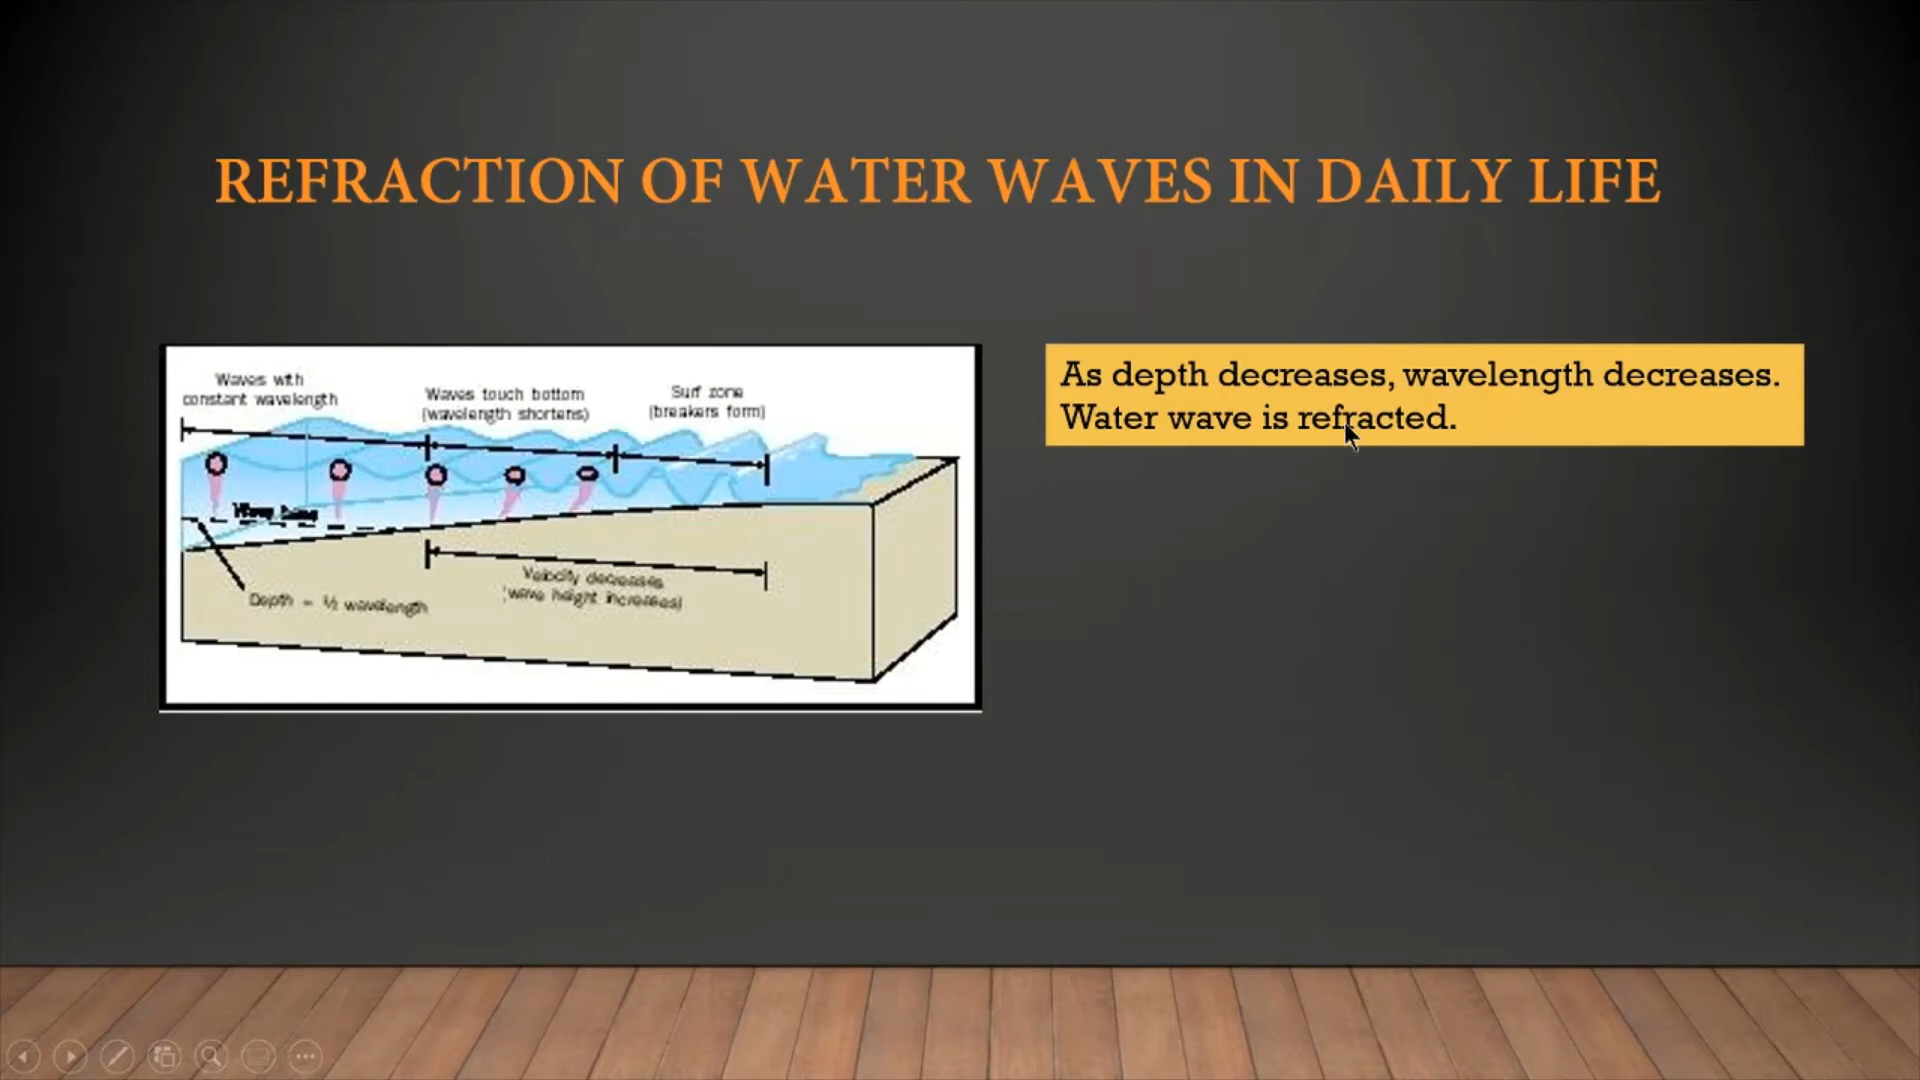 REFRACTION OF WATER WAVES IN DAILY LIFE
Waves with
constant wavelength
Waves touch bottom
(wavelength shortens)
Surf zone
(breakers form)
As depth decreases, wavelength decreases.
Water wave is refracted.
Wave base
Depth = ½ wavelength
Velocity decreases
(wave height increases)